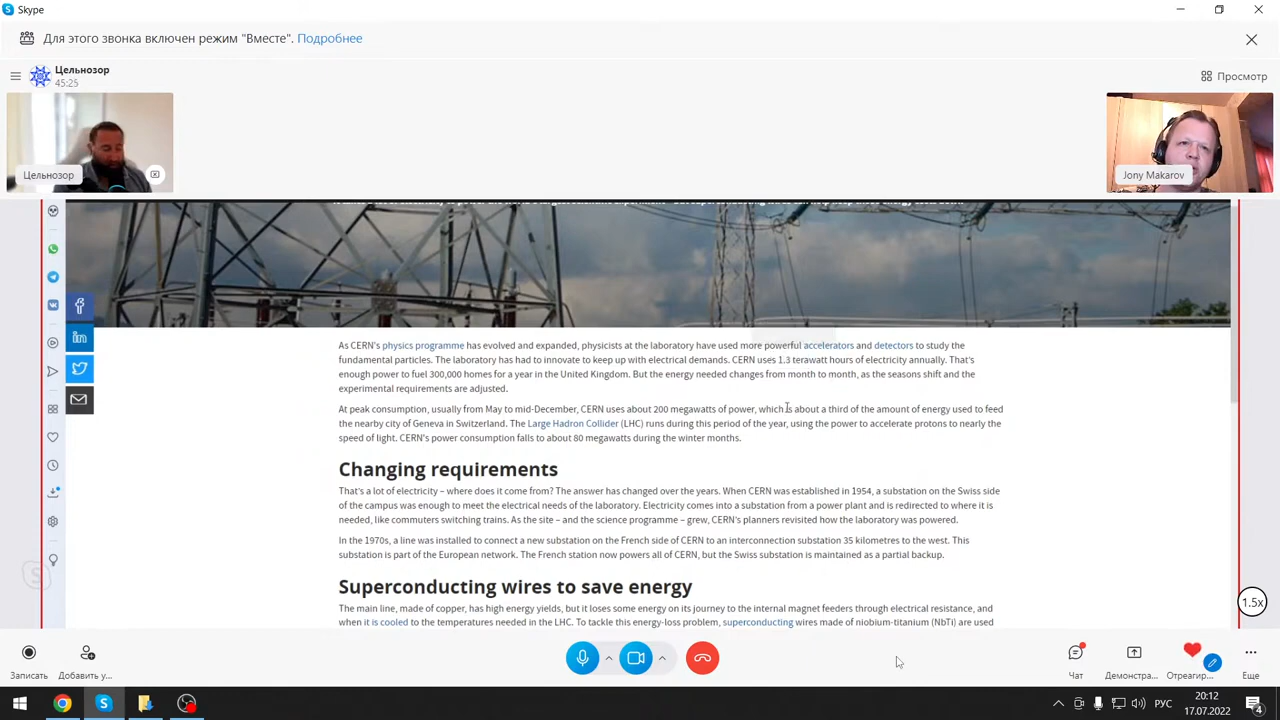 Skype
Для этого звонка включен режим "Вместе". Подробнее
Цельнозор
45:25
Просмотр
Цельнозор
Jony Makarov
As CERN's physics programme has evolved and expanded, physicists at the laboratory have used more powerful accelerators and detectors to study the
fundamental particles. The laboratory has had to innovate to keep up with electrical demands. CERN uses 1.3 terawatt hours of electricity annually. That's
enough power to fuel 300,000 homes for a year in the United Kingdom. But the energy needed changes from month to month, as the seasons shift and the
experimental requirements are adjusted.
At peak consumption, usually from May to mid-December, CERN uses about 200 megawatts of power, which is about a third of the amount of energy used to feed
the nearby city of Geneva in Switzerland. The Large Hadron Collider (LHC) runs during this period of the year, using the power to accelerate protons to nearly the
speed of light. CERN's power consumption falls to about 80 megawatts during the winter months.
Changing requirements
That's a lot of electricity – where does it come from? The answer has changed over the years. When CERN was established in 1954, a substation on the Swiss side
of the campus was enough to meet the electrical needs of the laboratory. Electricity comes into a substation from a power plant and is redirected to where it is
needed, like commuters switching trains. As the site – and the science programme – grew, CERN's planners revisited how the laboratory was powered.
In the 1970s, a line was installed to connect a new substation on the French side of CERN to an interconnection substation 35 kilometres to the west. This
substation is part of the European network. The French station now powers all of CERN, but the Swiss substation is maintained as a partial backup.
Superconducting wires to save energy
The main line, made of copper, has high energy yields, but it loses some energy on its journey to the internal magnet feeders through electrical resistance, and
when it is cooled to the temperatures needed in the LHC. To tackle this energy-loss problem, superconducting wires made of niobium-titanium (NbTi) are used
1.5x
Записать
Добавить у...
Чат
Демонстра...
Отреагир...
Еще
РУС
20:12
17.07.2022
4